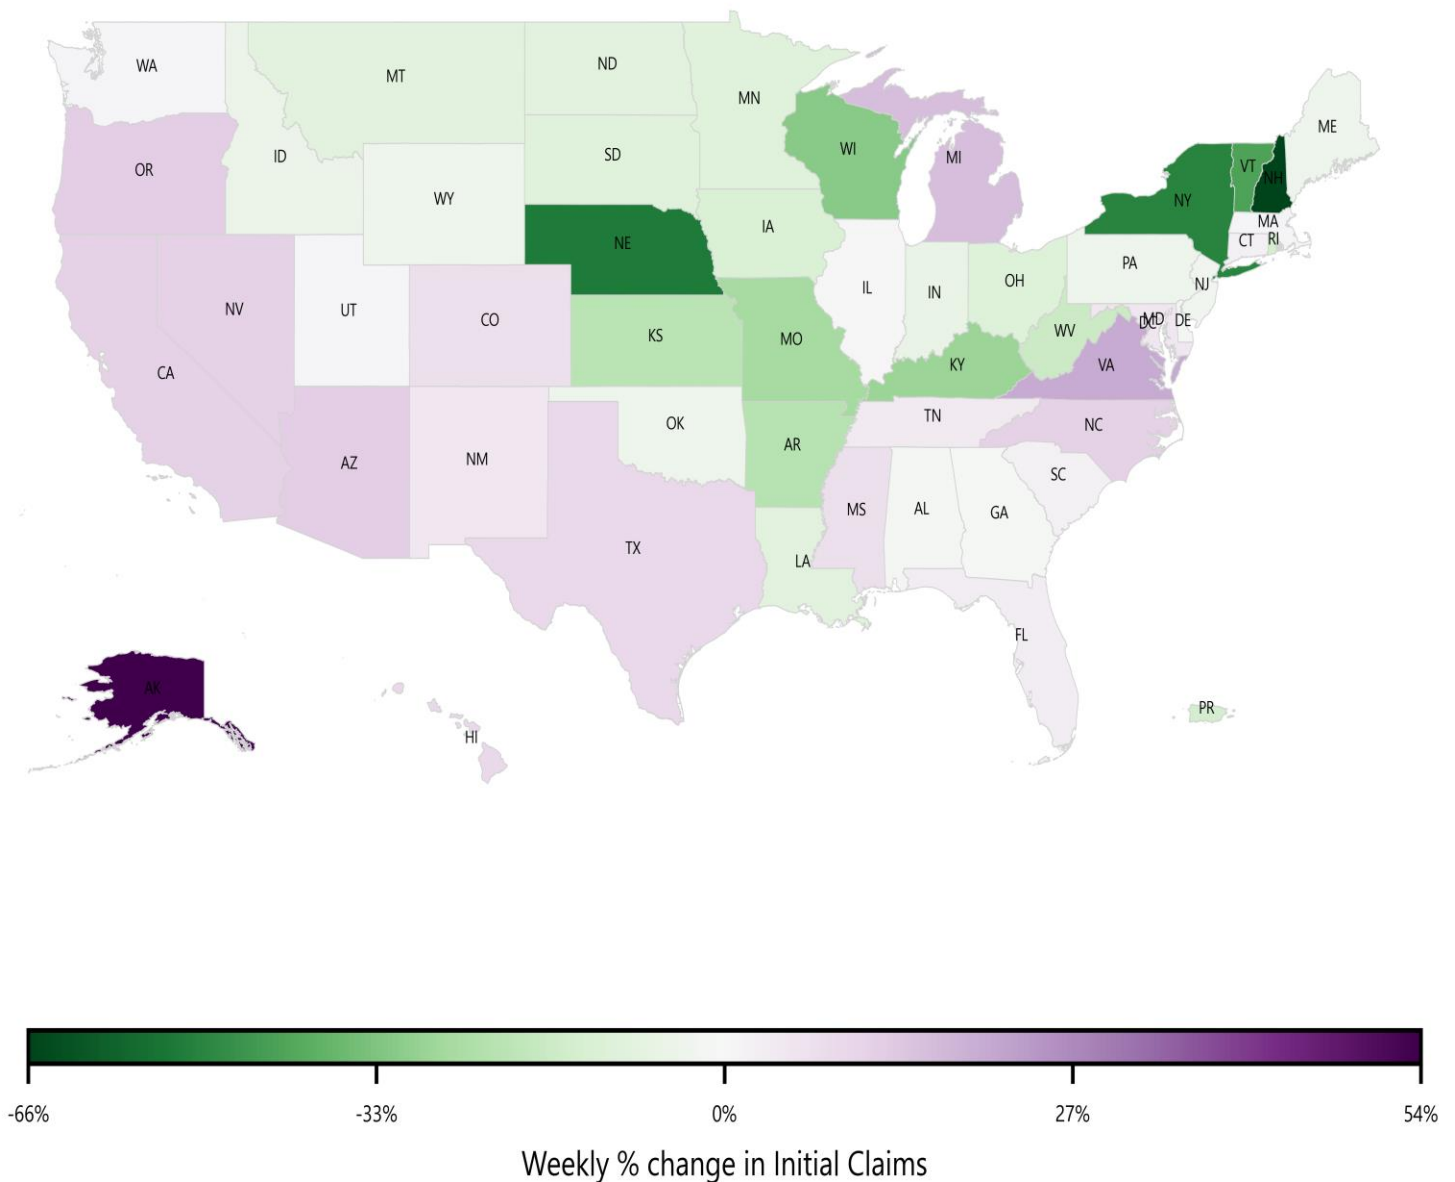 WA
MT
ND
MN
OR
ID
WY
SD
WI
MI
ME
VT
NH
NY
NE
IA
MA
CT
RI
PA
NJ
OH
IN
IL
NV
UT
CO
KS
MO
WV
DC
MD
DE
VA
KY
CA
AZ
NM
OK
AR
TN
NC
SC
MS
AL
GA
TX
LA
FL
AK
HI
PR
-66%
-33%
0%
27%
54%
Weekly % change in Initial Claims